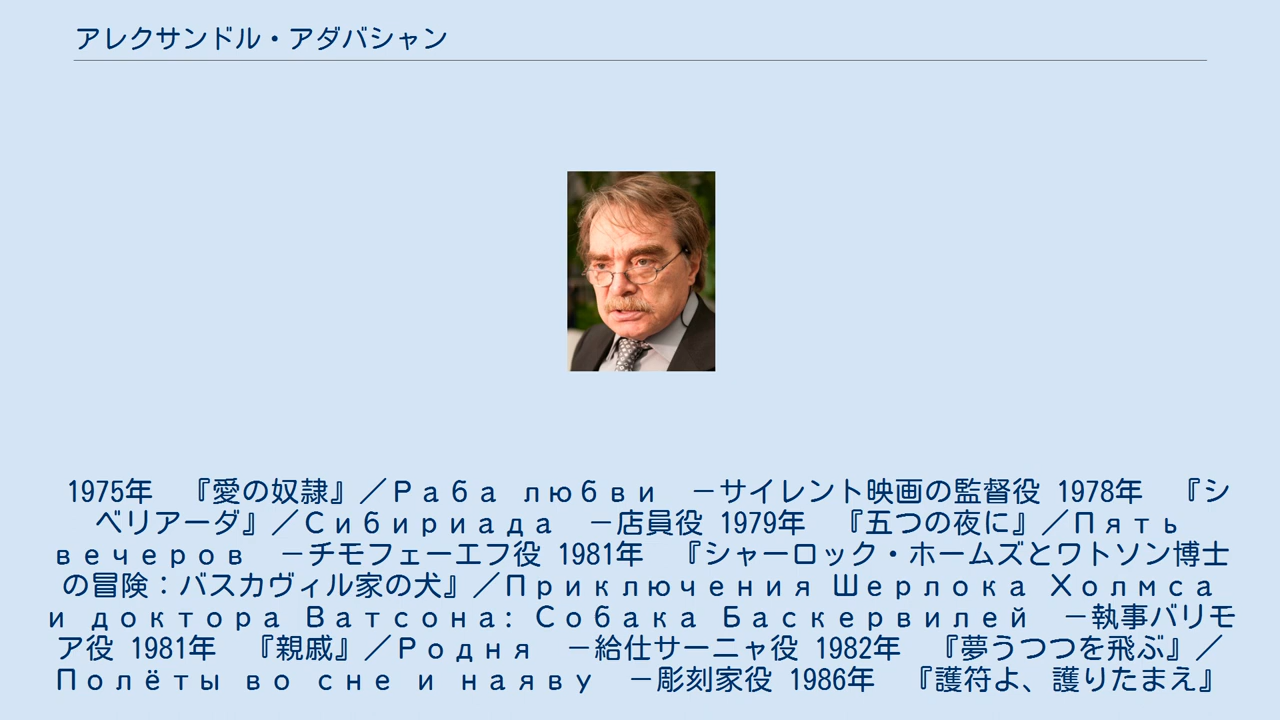 アレクサンドル・アダバシャン
1975年　『愛の奴隷』／Раба любви　－サイレント映画の監督役 1978年　『シ
ベリアーダ』／Сибириада　－店員役 1979年　『五つの夜に』／Пять
вечеров　－チモフェーエフ役 1981年　『シャーロック・ホームズとワトソン博士
の冒険：バスカヴィル家の犬』／Приключения Шерлока Холмса
и доктора Ватсона: Собака Баскервилей　－執事バリモ
ア役 1981年　『親戚』／Родня　－給仕サーニャ役 1982年　『夢うつつを飛ぶ』／
Полёты во сне и наяву　－彫刻家役 1986年　『護符よ、護りたまえ』